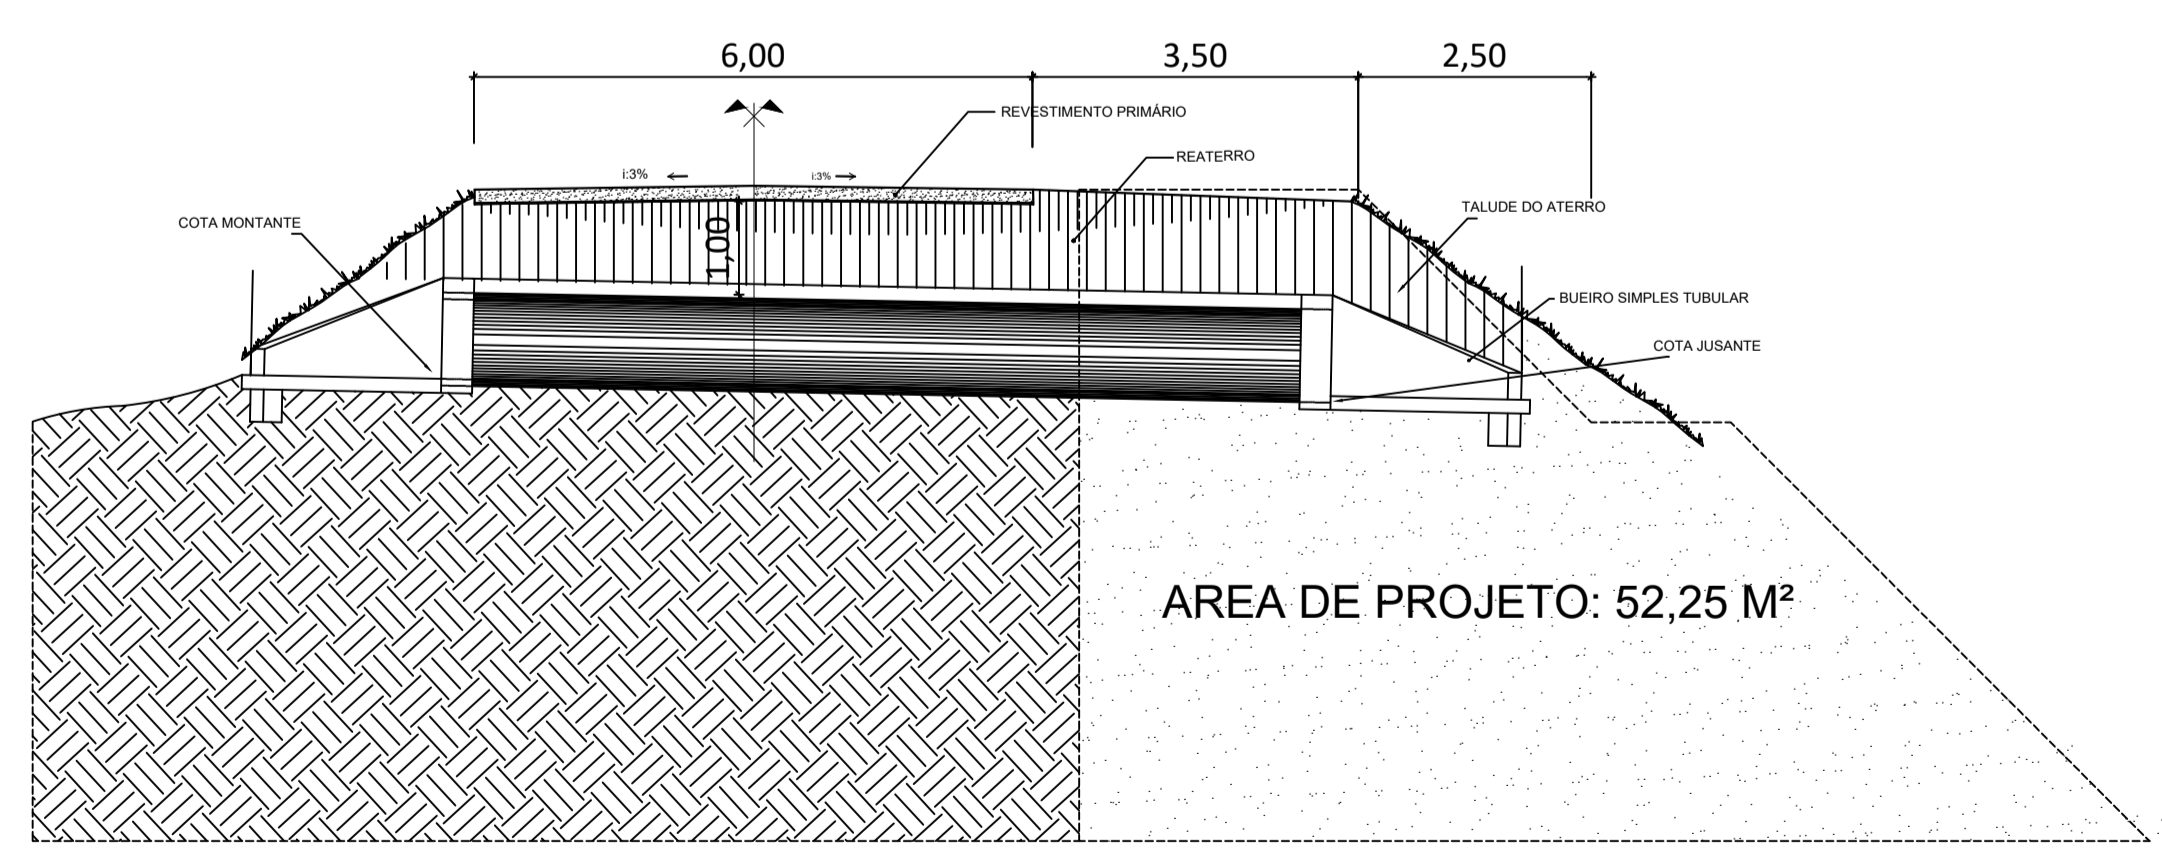 6,00
3,50
2,50
REVESTIMENTO PRIMÁRIO
REATERRO
i:3%
i:3%
COTA MONTANTE
TALUDE DO ATERRO
1,00
BUEIRO SIMPLES TUBULAR
COTA JUSANTE
AREA DE PROJETO: 52,25 M²